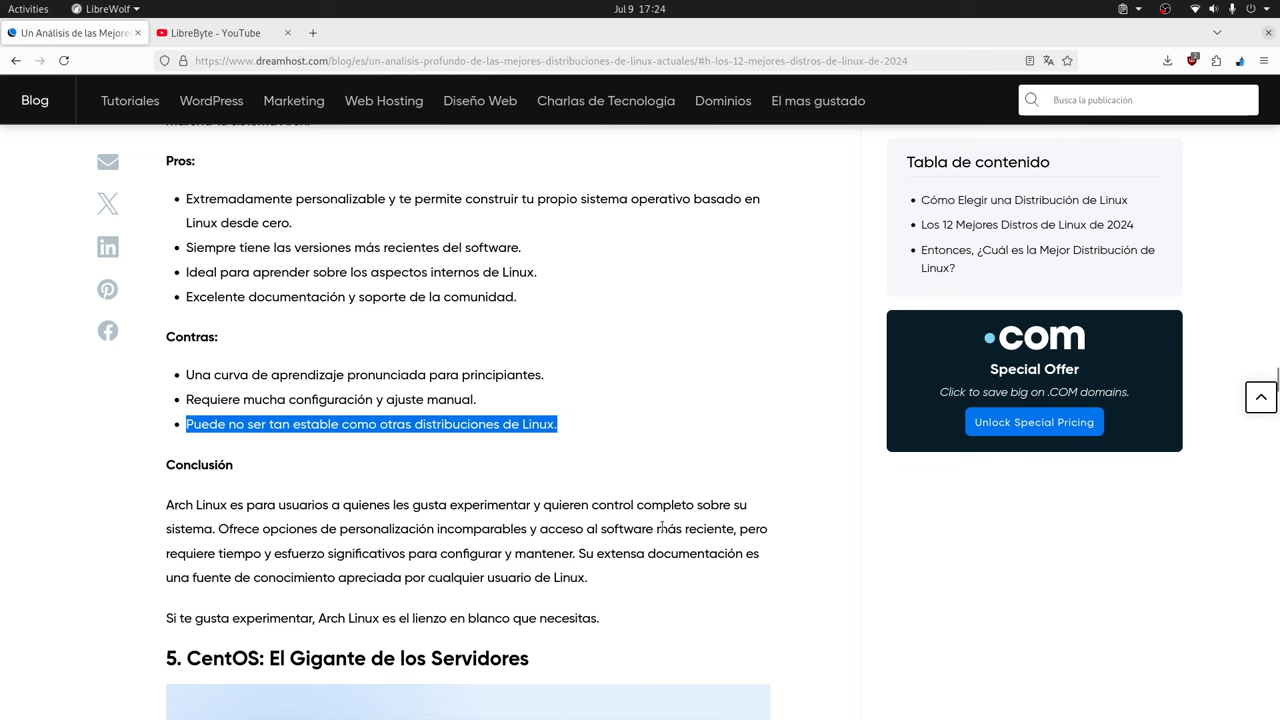 Activities
LibreWolf
Jul 9 17:24
Un Análisis de las Mejores
LibreByte - YouTube
https://www.dreamhost.com/blog/es/un-analisis-profundo-de-las-mejores-distribuciones-de-linux-actuales/#h-los-12-mejores-distros-de-linux-de-2024
2
Blog
Tutoriales
WordPress
Marketing
Web Hosting
Diseño Web
Charlas de Tecnología
Dominios
El mas gustado
Busca la publicación
Pros:
Extremadamente personalizable y te permite construir tu propio sistema operativo basado en
Linux desde cero.
Siempre tiene las versiones más recientes del software.
Ideal para aprender sobre los aspectos internos de Linux.
Excelente documentación y soporte de la comunidad.
Contras:
Una curva de aprendizaje pronunciada para principiantes.
Requiere mucha configuración y ajuste manual.
Puede no ser tan estable como otras distribuciones de Linux.
Conclusión
Arch Linux es para usuarios a quienes les gusta experimentar y quieren control completo sobre su
sistema. Ofrece opciones de personalización incomparables y acceso al software más reciente, pero
requiere tiempo y esfuerzo significativos para configurar y mantener. Su extensa documentación es
una fuente de conocimiento apreciada por cualquier usuario de Linux.
Si te gusta experimentar, Arch Linux es el lienzo en blanco que necesitas.
5. CentOS: El Gigante de los Servidores
Tabla de contenido
Cómo Elegir una Distribución de Linux
Los 12 Mejores Distros de Linux de 2024
Entonces, ¿Cuál es la Mejor Distribución de
Linux?
.com
Special Offer
Click to save big on .COM domains.
Unlock Special Pricing